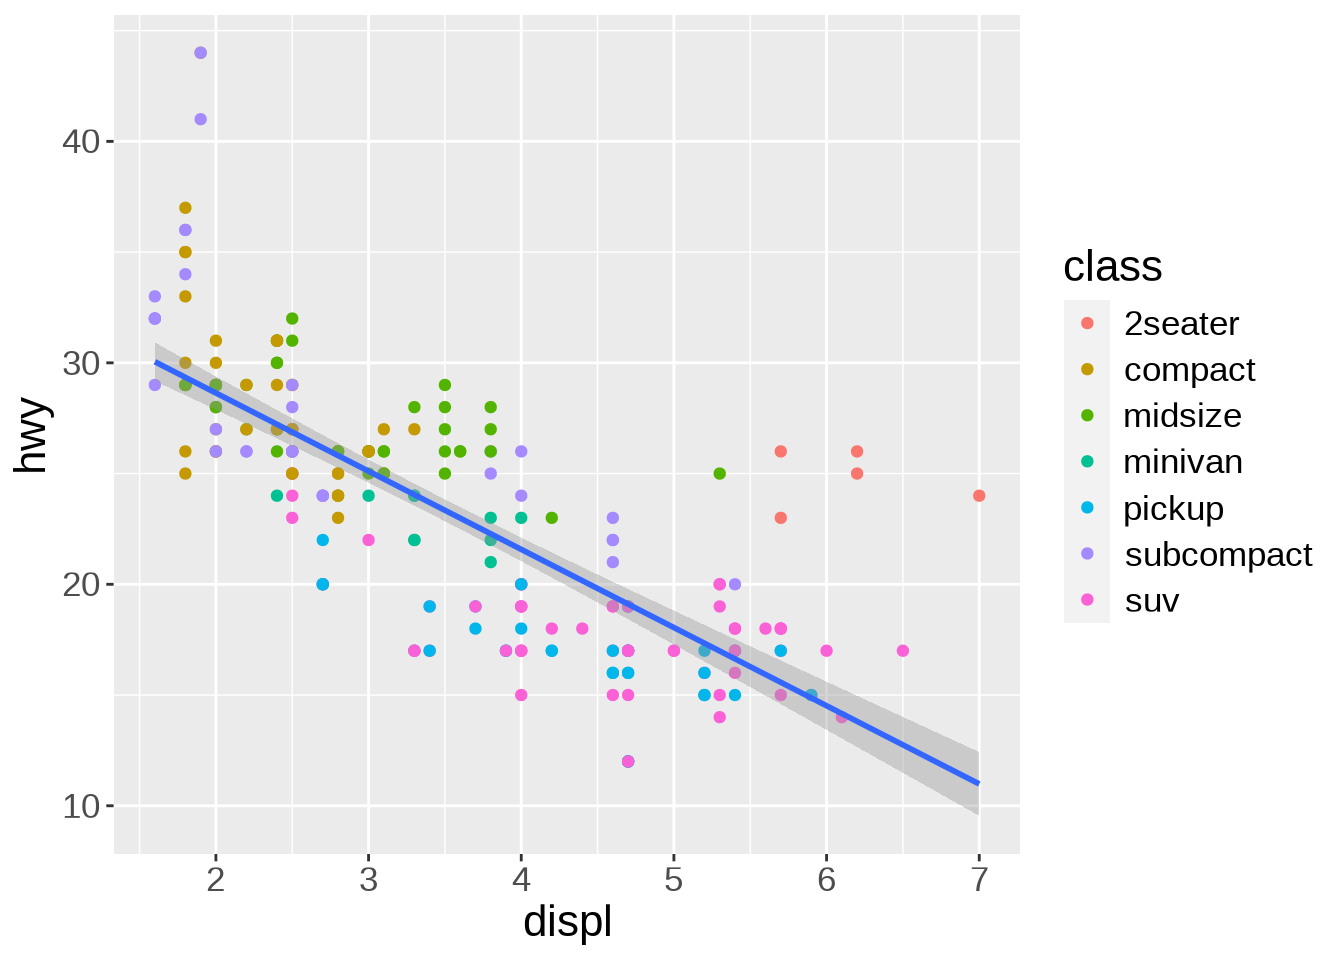 hwy
40
30
20
10
2 3 4 5 6 7
displ
class
2seater
compact
midsize
minivan
pickup
subcompact
suv